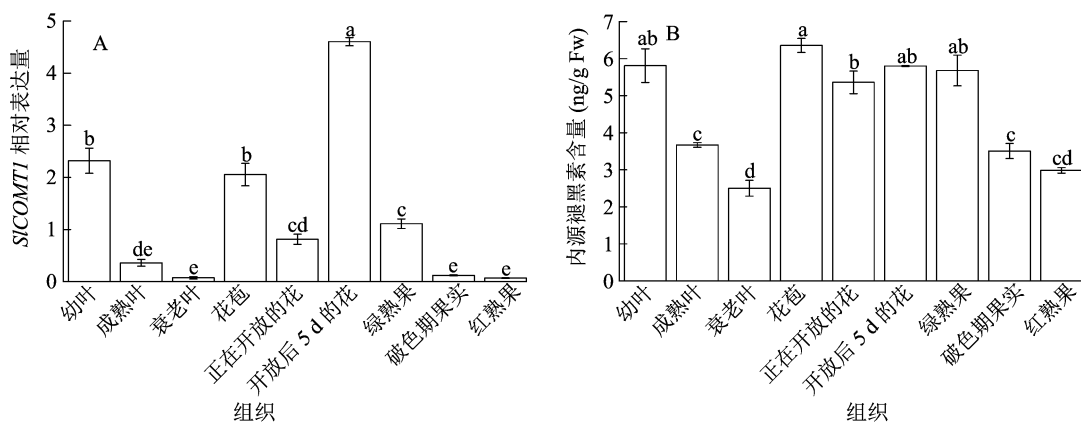 A
SlCOMT1 相对表达量
5
4
3
2
1
0
b
de
e
b
cd
a
c
e
e
幼叶
成熟叶
衰老叶
花苞
正在开放的花
开放后 5 d 的花
绿熟果
破色期果实
红熟果
组织
B
内源褪黑素含量 (ng/g Fw)
7
6
5
4
3
2
1
0
ab
c
d
a
b
ab
ab
c
cd
幼叶
成熟叶
衰老叶
花苞
正在开放的花
开放后 5 d 的花
绿熟果
破色期果实
红熟果
组织